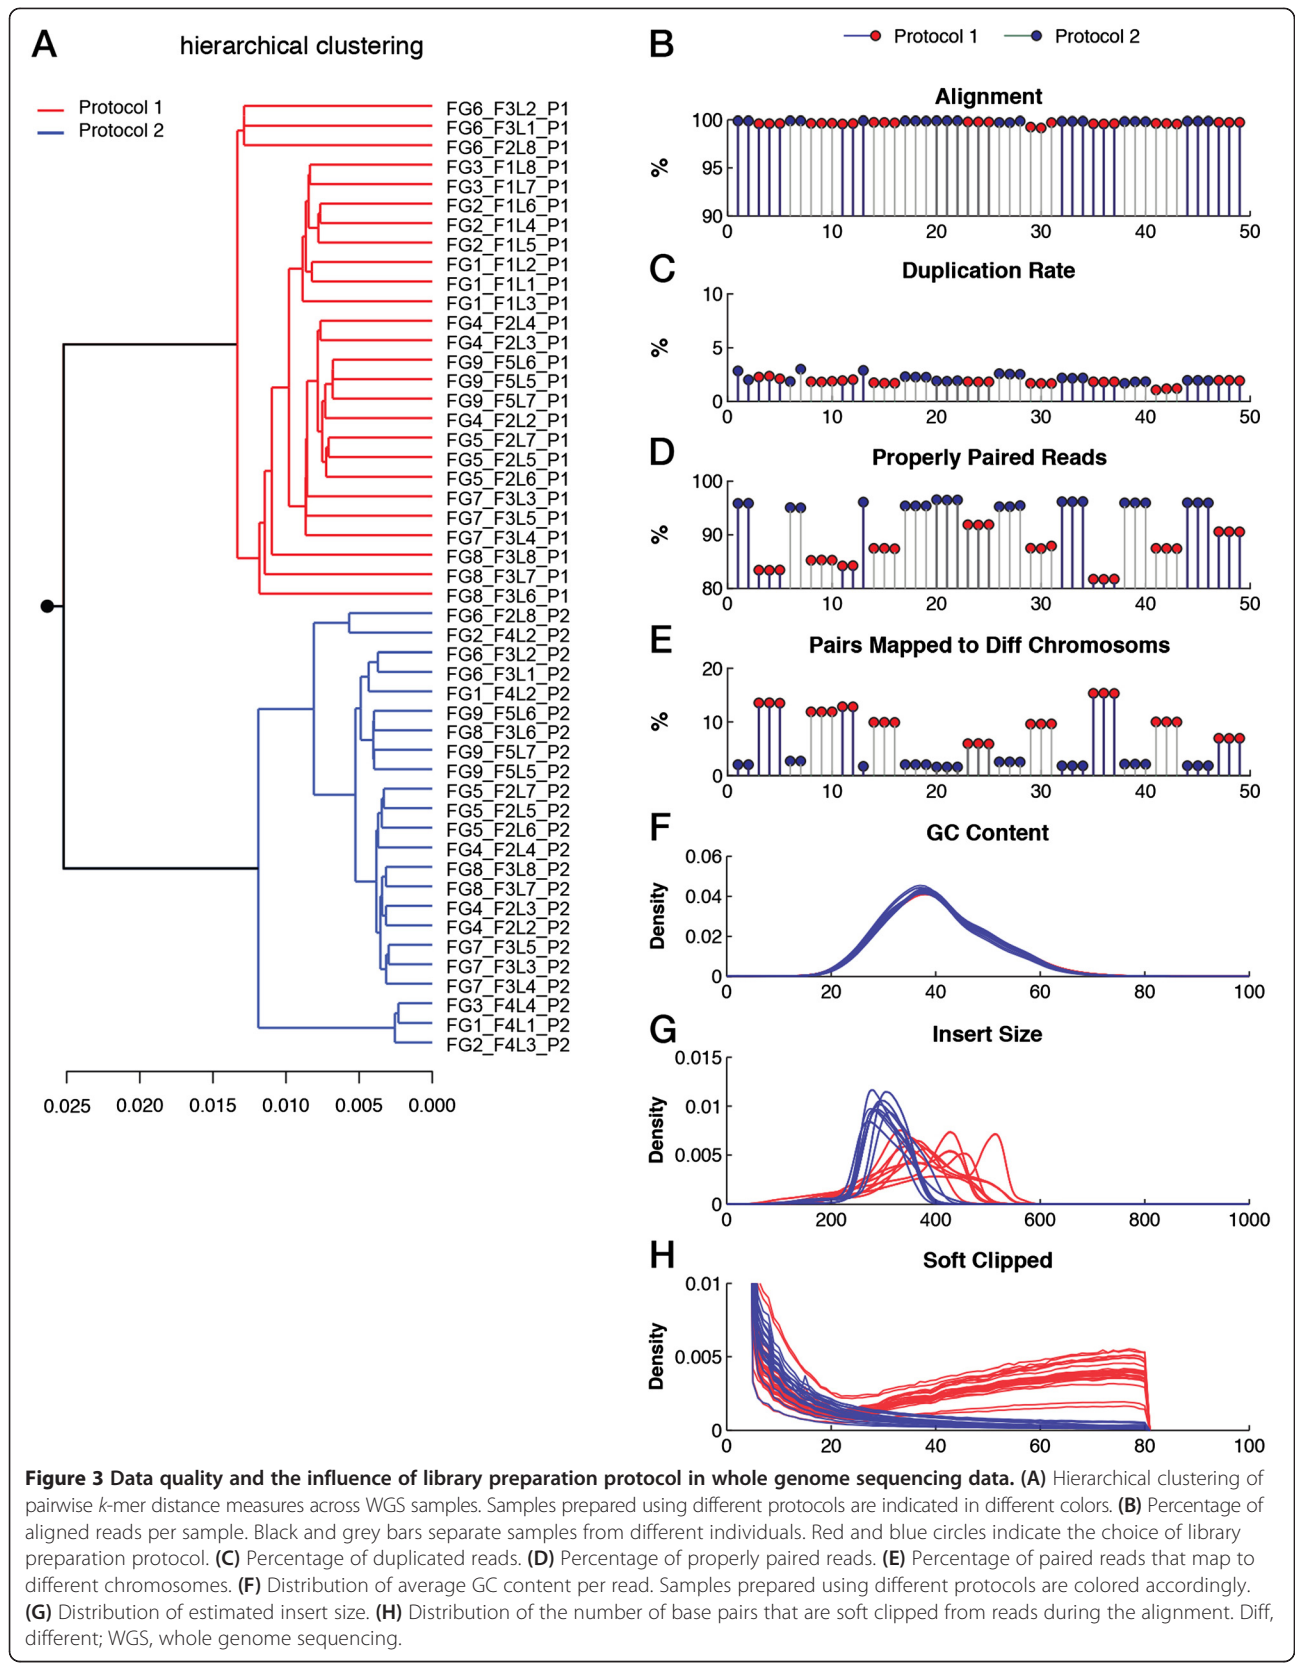 A
hierarchical clustering
Protocol 1
Protocol 2
FG6_F3L2_P1
FG6_F3L1_P1
FG6_F2L8_P1
FG3_F1L8_P1
FG3_F1L7_P1
FG2_F1L6_P1
FG2_F1L4_P1
FG2_F1L5_P1
FG1_F1L2_P1
FG1_F1L1_P1
FG1_F1L3_P1
FG4_F2L4_P1
FG4_F2L3_P1
FG9_F5L6_P1
FG9_F5L5_P1
FG9_F5L7_P1
FG4_F2L2_P1
FG5_F2L7_P1
FG5_F2L5_P1
FG5_F2L6_P1
FG7_F3L3_P1
FG7_F3L5_P1
FG7_F3L4_P1
FG8_F3L8_P1
FG8_F3L7_P1
FG8_F3L6_P1
FG6_F2L8_P2
FG2_F4L2_P2
FG6_F3L2_P2
FG6_F3L1_P2
FG1_F4L2_P2
FG9_F5L6_P2
FG8_F3L6_P2
FG9_F5L7_P2
FG9_F5L5_P2
FG5_F2L7_P2
FG5_F2L5_P2
FG5_F2L6_P2
FG4_F2L4_P2
FG8_F3L8_P2
FG8_F3L7_P2
FG4_F2L3_P2
FG4_F2L2_P2
FG7_F3L5_P2
FG7_F3L3_P2
FG7_F3L4_P2
FG3_F4L4_P2
FG1_F4L1_P2
FG2_F4L3_P2
0.025 0.020 0.015 0.010 0.005 0.000
B
Protocol 1 Protocol 2
Alignment
100
95
90
%
0 10 20 30 40 50
C
Duplication Rate
10
5
0
%
0 10 20 30 40 50
D
Properly Paired Reads
100
90
80
%
0 10 20 30 40 50
E
Pairs Mapped to Diff Chromosoms
20
10
0
%
0 10 20 30 40 50
F
GC Content
0.06
0.04
0.02
0
Density
0 20 40 60 80 100
G
Insert Size
0.015
0.01
0.005
0
Density
0 200 400 600 800 1000
H
Soft Clipped
0.01
0.005
0
Density
0 20 40 60 80 100
Figure 3 Data quality and the influence of library preparation protocol in whole genome sequencing data. (A) Hierarchical clustering of
pairwise k-mer distance measures across WGS samples. Samples prepared using different protocols are indicated in different colors. (B) Percentage of
aligned reads per sample. Black and grey bars separate samples from different individuals. Red and blue circles indicate the choice of library
preparation protocol. (C) Percentage of duplicated reads. (D) Percentage of properly paired reads. (E) Percentage of paired reads that map to
different chromosomes. (F) Distribution of average GC content per read. Samples prepared using different protocols are colored accordingly.
(G) Distribution of estimated insert size. (H) Distribution of the number of base pairs that are soft clipped from reads during the alignment. Diff,
different; WGS, whole genome sequencing.